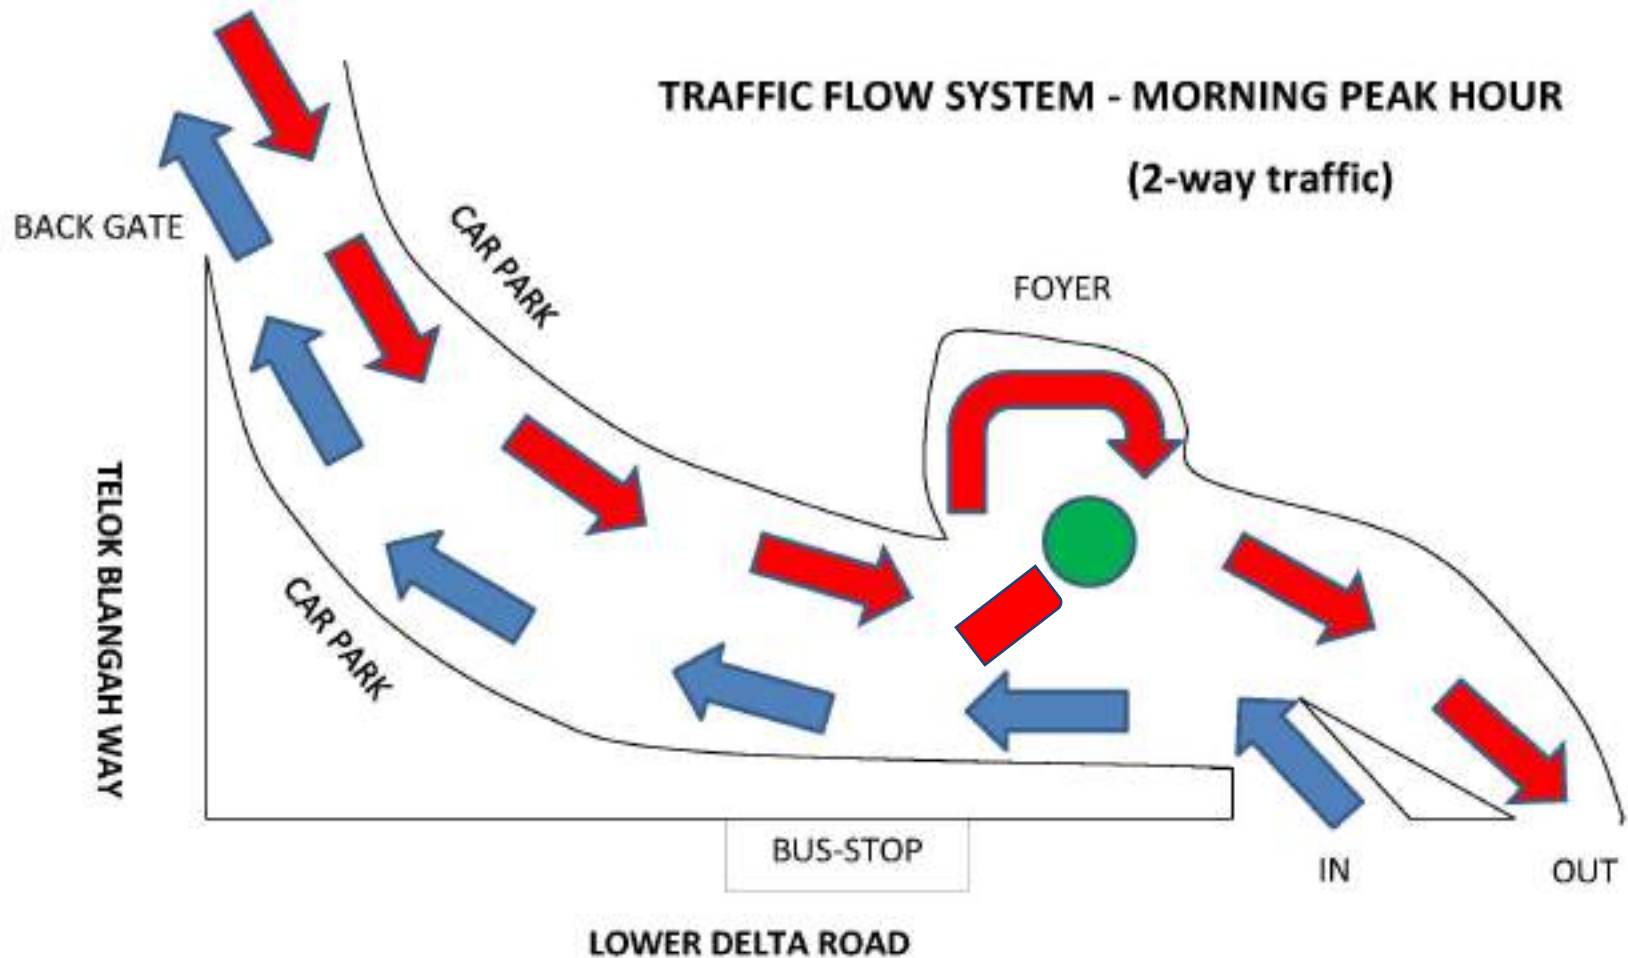 TRAFFIC FLOW SYSTEM - MORNING PEAK HOUR
(2-way traffic)
BACK GATE
CAR PARK
FOYER
TELOK BLANGAH WAY
CAR PARK
BUS-STOP
IN
OUT
LOWER DELTA ROAD